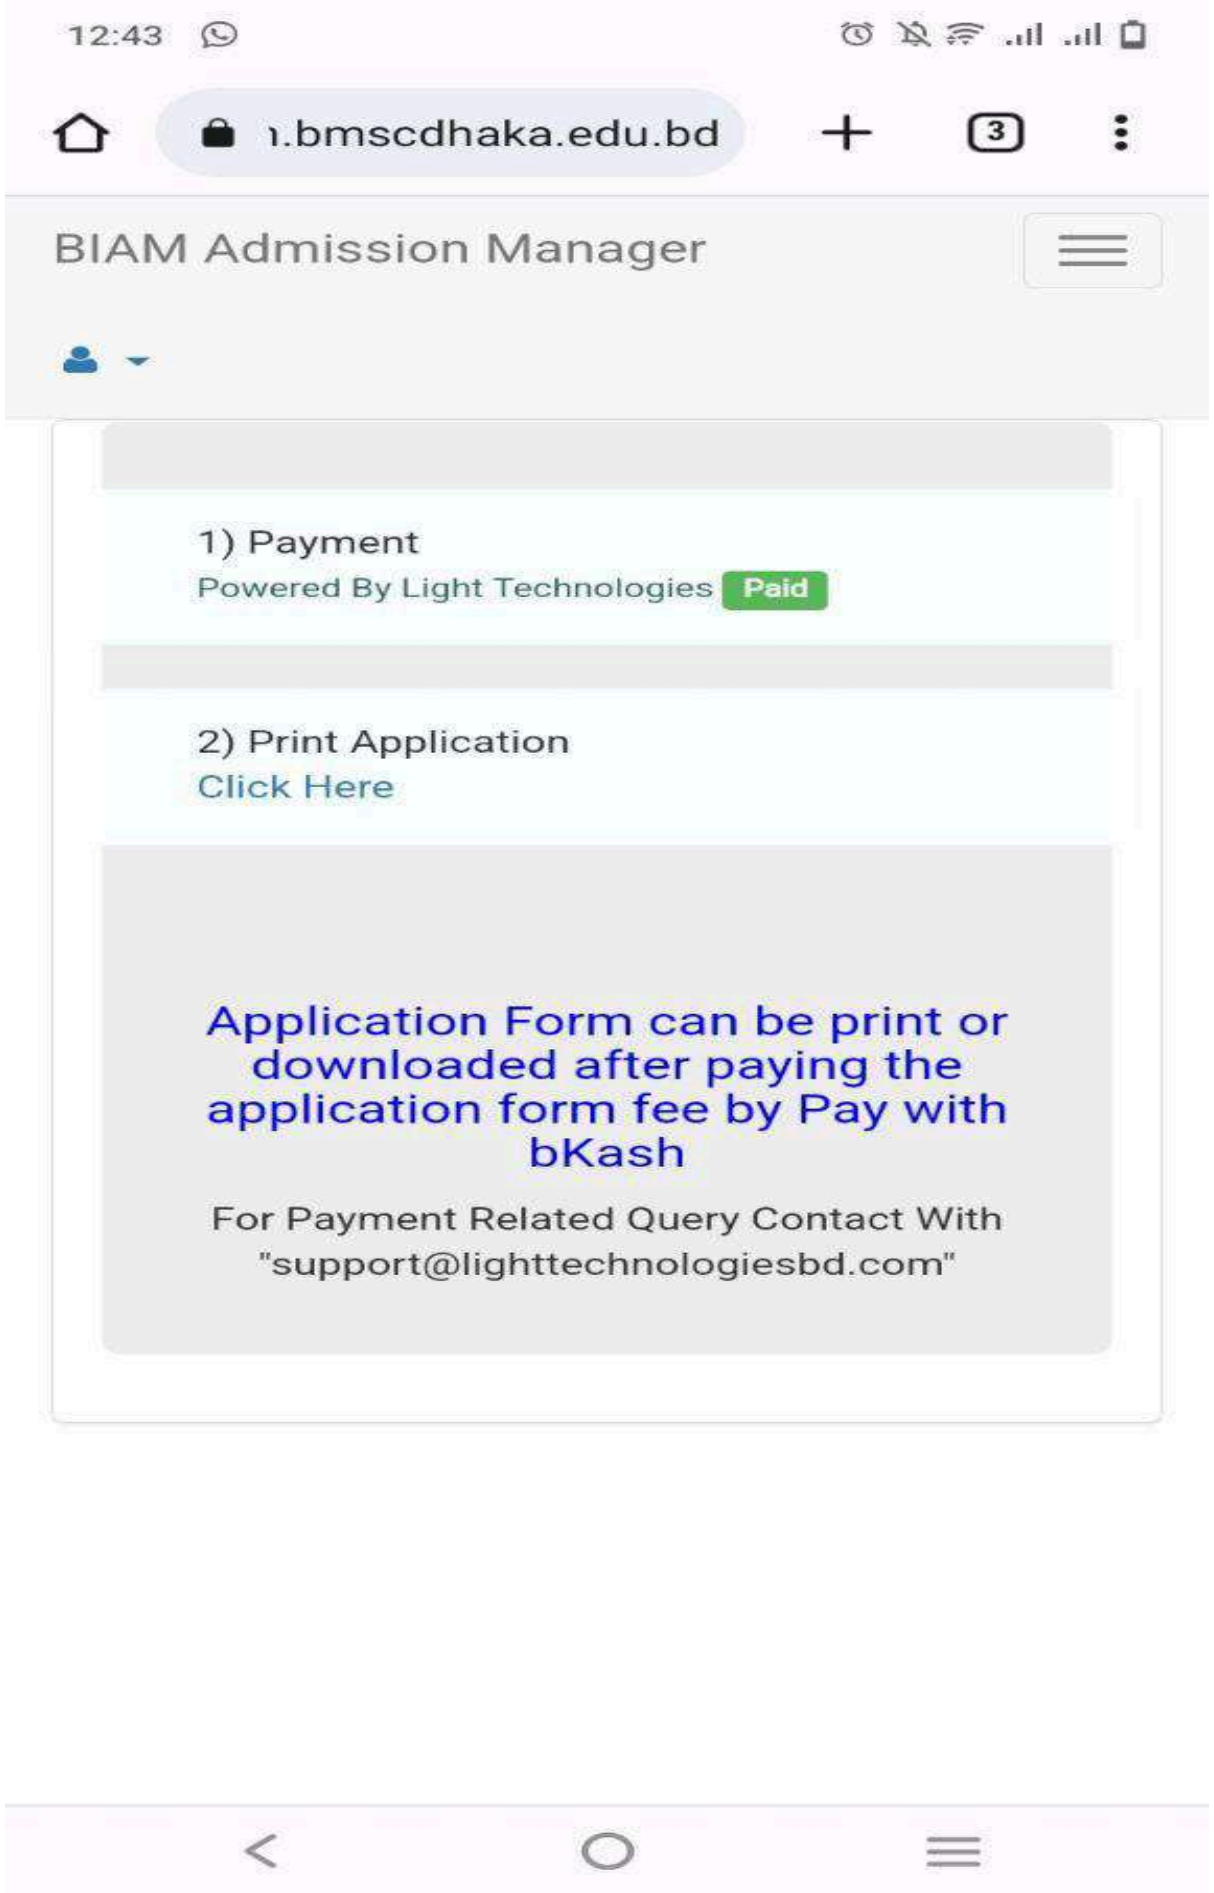 12:43
ı.bmscdhaka.edu.bd
3
BIAM Admission Manager
1) Payment
Powered By Light Technologies Paid
2) Print Application
Click Here
Application Form can be print or
downloaded after paying the
application form fee by Pay with
bKash
For Payment Related Query Contact With
"support@lighttechnologiesbd.com"